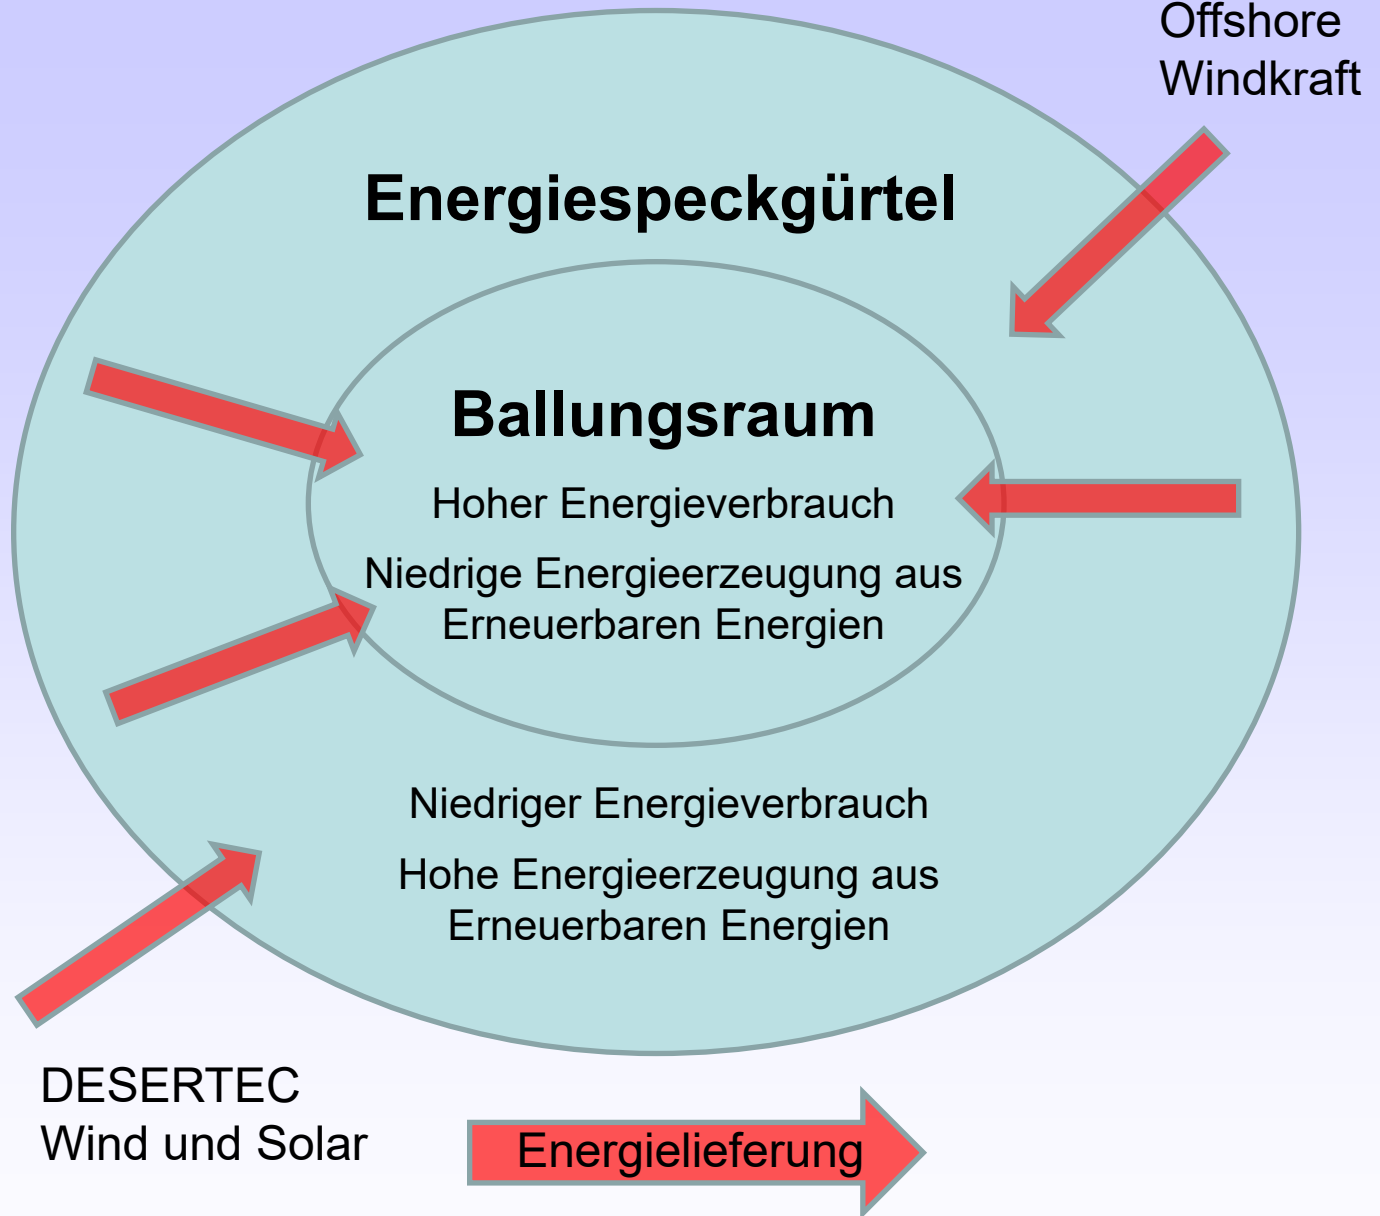 Offshore
Windkraft
Energiespeckgürtel
Ballungsraum
Hoher Energieverbrauch
Niedrige Energieerzeugung aus
Erneuerbaren Energien
Niedriger Energieverbrauch
Hohe Energieerzeugung aus
Erneuerbaren Energien
DESERTEC
Wind und Solar
Energielieferung